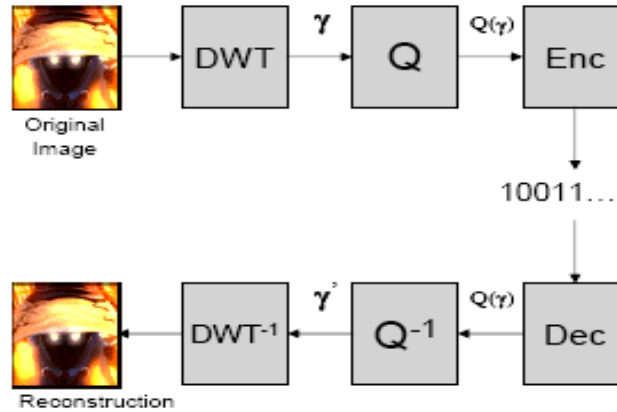 γ
Q(γ)
DWT
Q
Enc
Original
Image
10011...
γ'
Q(γ)
DWT⁻¹
Q⁻¹
Dec
Reconstruction